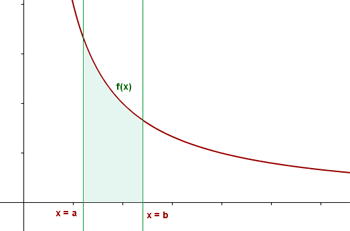 f(x)
x = a
x = b